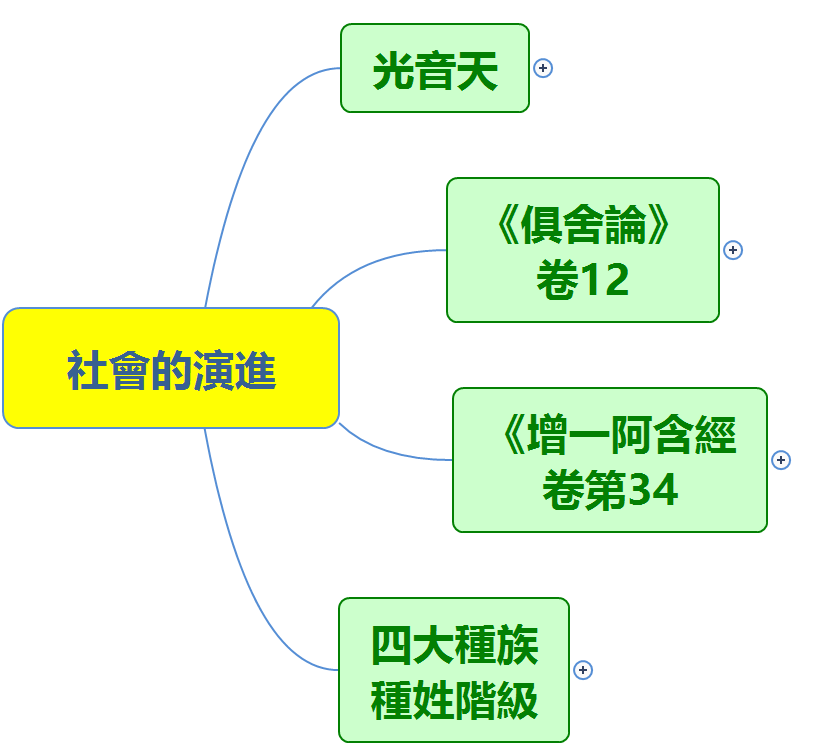 光音天
《俱舍論》
卷12
社會的演進
《增一阿含經
卷第34
四大種族
種姓階級